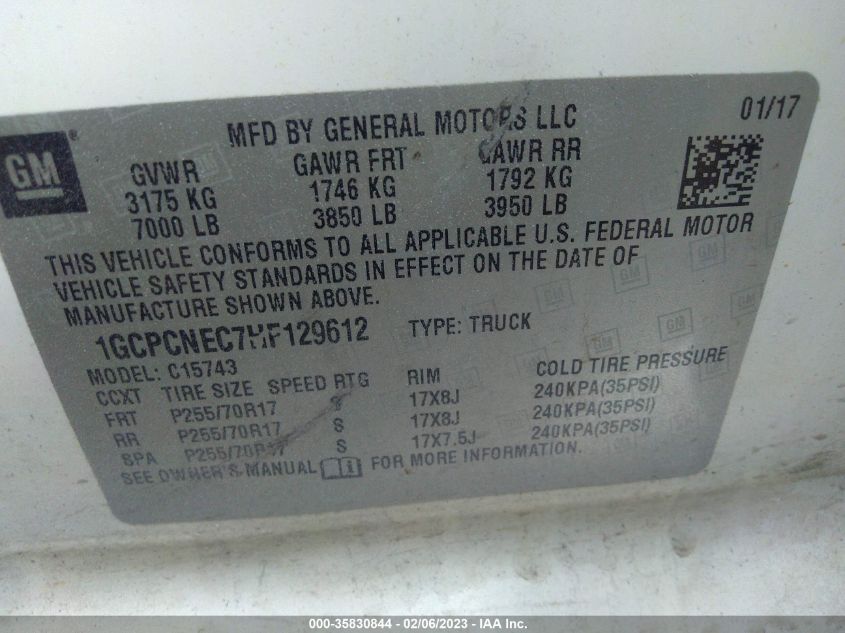 MFD BY GENERAL MOTORS LLC 01/17
GM ®
GVWR GAWR FRT GAWR RR
3175 KG 1746 KG 1792 KG
7000 LB 3850 LB 3950 LB
THIS VEHICLE CONFORMS TO ALL APPLICABLE U.S. FEDERAL MOTOR
VEHICLE SAFETY STANDARDS IN EFFECT ON THE DATE OF
MANUFACTURE SHOWN ABOVE.
1GCPCNEC7HF129612 TYPE: TRUCK
MODEL: C15743
CCXT TIRE SIZE SPEED RTG RIM COLD TIRE PRESSURE
FRT P255/70R17 S 17X8J 240KPA(35PSI)
RR P255/70R17 S 17X8J 240KPA(35PSI)
SPA P255/70R17 S 17X7.5J 240KPA(35PSI)
SEE OWNER'S MANUAL FOR MORE INFORMATION.
000-35830844 - 02/06/2023 - IAA Inc.